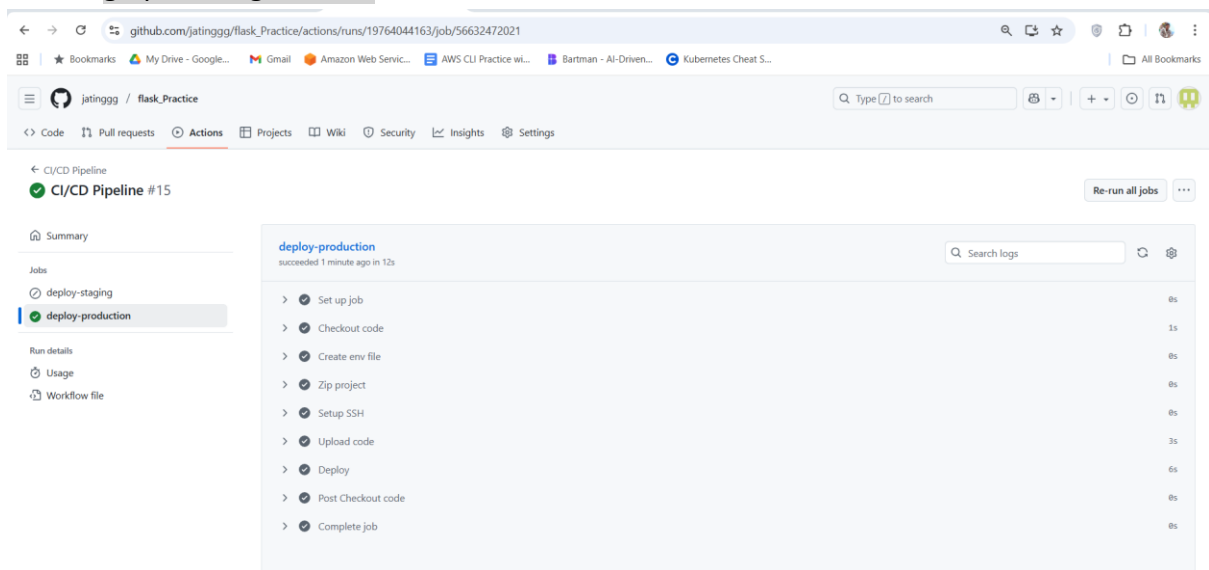 github.com/jatinggg/flask_Practice/actions/runs/19764044163/job/56632472021
Bookmarks My Drive - Google... Gmail Amazon Web Servic... AWS CLI Practice wi... Bartman - AI-Driven... Kubernetes Cheat S... All Bookmarks
jatinggg / flask_Practice Type / to search
Code Pull requests Actions Projects Wiki Security Insights Settings
← CI/CD Pipeline
CI/CD Pipeline #15 Re-run all jobs ...
Summary
Jobs
deploy-staging
deploy-production
Run details
Usage
Workflow file
deploy-production
succeeded 1 minute ago in 12s
Search logs
Set up job 0s
Checkout code 1s
Create env file 0s
Zip project 0s
Setup SSH 0s
Upload code 3s
Deploy 6s
Post Checkout code 0s
Complete job 0s